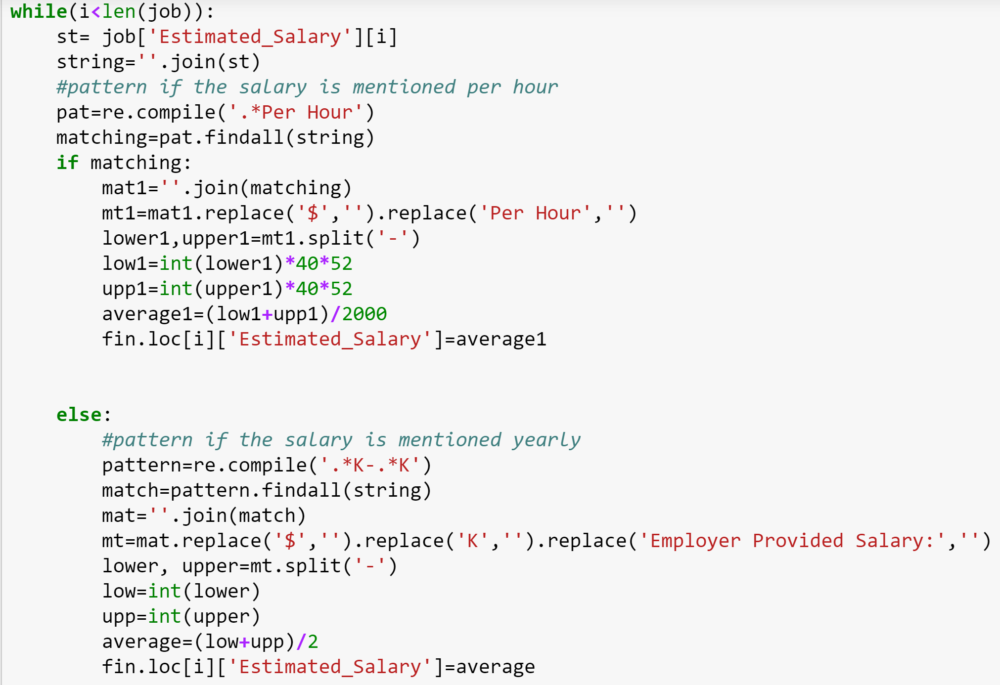 while(i<len(job)):
    st= job['Estimated_Salary'][i]
    string=''.join(st)
    #pattern if the salary is mentioned per hour
    pat=re.compile('.*Per Hour')
    matching=pat.findall(string)
    if matching:
        mat1=''.join(matching)
        mt1=mat1.replace('$','').replace('Per Hour','')
        lower1,upper1=mt1.split('-')
        low1=int(lower1)*40*52
        upp1=int(upper1)*40*52
        average1=(low1+upp1)/2000
        fin.loc[i]['Estimated_Salary']=average1
    else:
        #pattern if the salary is mentioned yearly
        pattern=re.compile('.*K-.*K')
        match=pattern.findall(string)
        mat=''.join(match)
        mt=mat.replace('$','').replace('K','').replace('Employer Provided Salary:','')
        lower, upper=mt.split('-')
        low=int(lower)
        upp=int(upper)
        average=(low+upp)/2
        fin.loc[i]['Estimated_Salary']=average